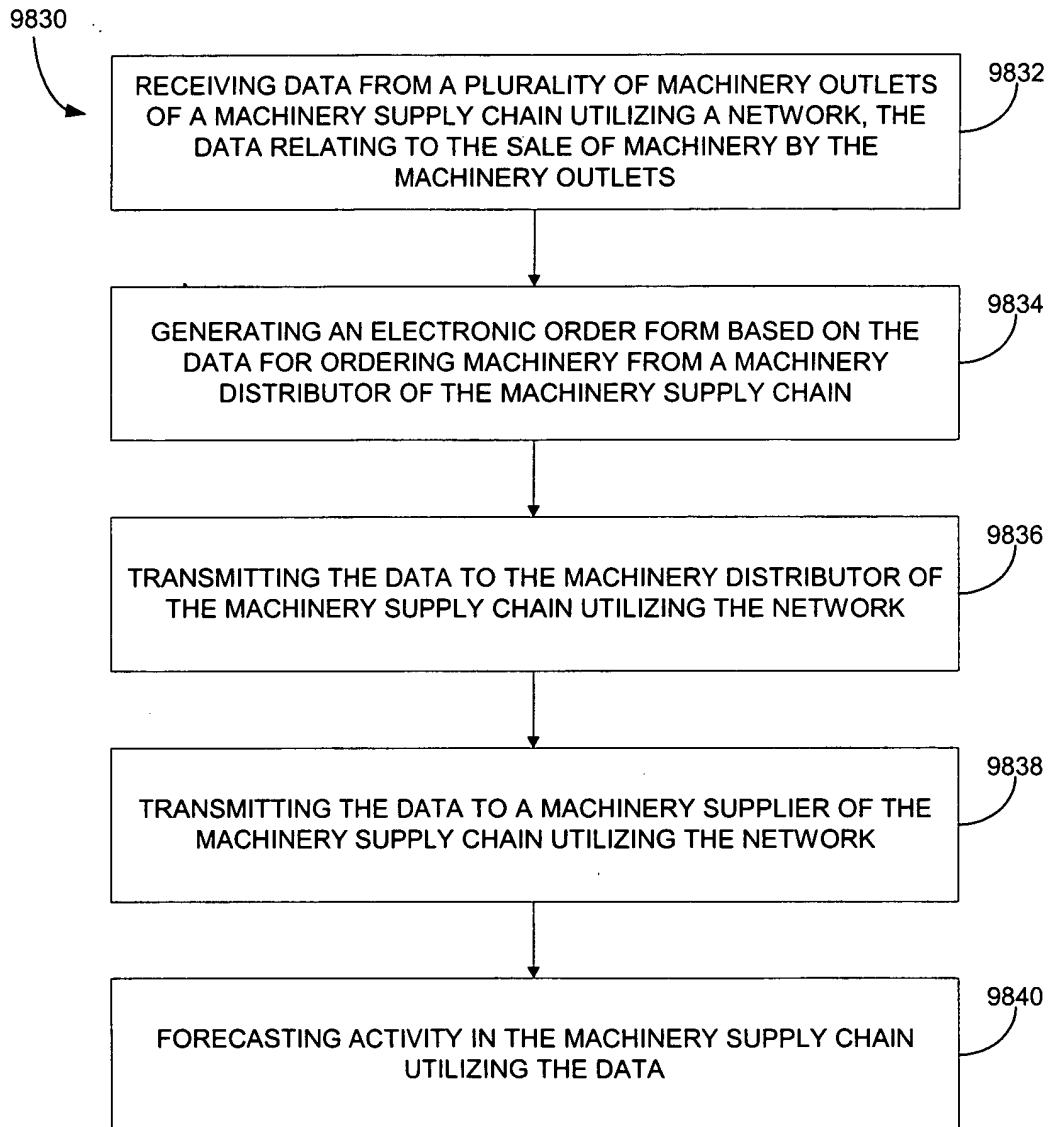 9830
RECEIVING DATA FROM A PLURALITY OF MACHINERY OUTLETS
OF A MACHINERY SUPPLY CHAIN UTILIZING A NETWORK, THE
DATA RELATING TO THE SALE OF MACHINERY BY THE
MACHINERY OUTLETS
9832
GENERATING AN ELECTRONIC ORDER FORM BASED ON THE
DATA FOR ORDERING MACHINERY FROM A MACHINERY
DISTRIBUTOR OF THE MACHINERY SUPPLY CHAIN
9834
TRANSMITTING THE DATA TO THE MACHINERY DISTRIBUTOR OF
THE MACHINERY SUPPLY CHAIN UTILIZING THE NETWORK
9836
TRANSMITTING THE DATA TO A MACHINERY SUPPLIER OF THE
MACHINERY SUPPLY CHAIN UTILIZING THE NETWORK
9838
FORECASTING ACTIVITY IN THE MACHINERY SUPPLY CHAIN
UTILIZING THE DATA
9840